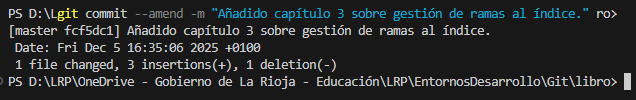 PS D:\Lgit commit --amend -m "Añadido capítulo 3 sobre gestión de ramas al índice." ro>
[master fcf5dc1] Añadido capítulo 3 sobre gestión de ramas al índice.
 Date: Fri Dec 5 16:35:06 2025 +0100
 1 file changed, 3 insertions(+), 1 deletion(-)
PS D:\LRP\OneDrive - Gobierno de La Rioja - Educación\LRP\EntornosDesarrollo\Git\libro>